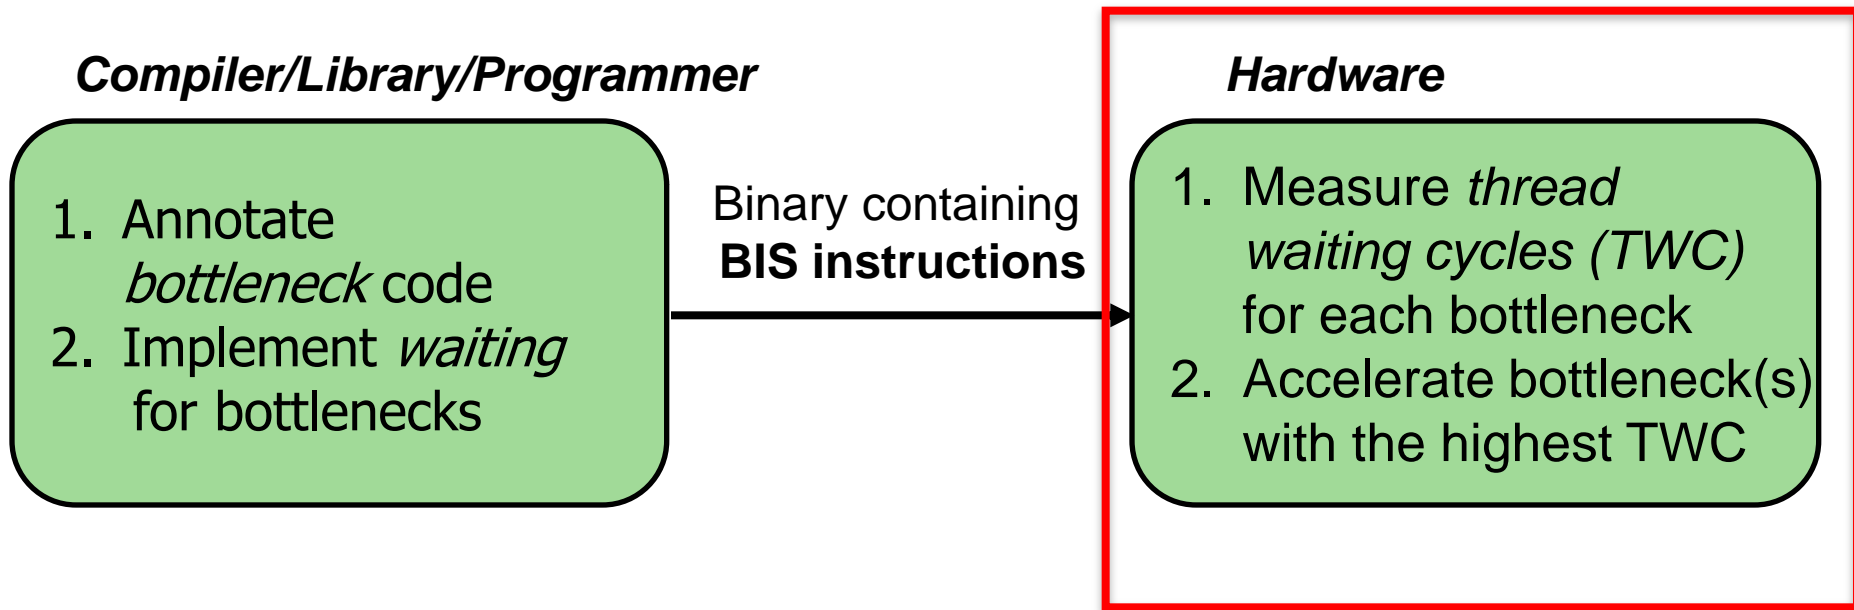 Compiler/Library/Programmer
1. Annotate
bottleneck code
2. Implement waiting
for bottlenecks
Binary containing
BIS instructions
Hardware
1. Measure thread
waiting cycles (TWC)
for each bottleneck
2. Accelerate bottleneck(s)
with the highest TWC